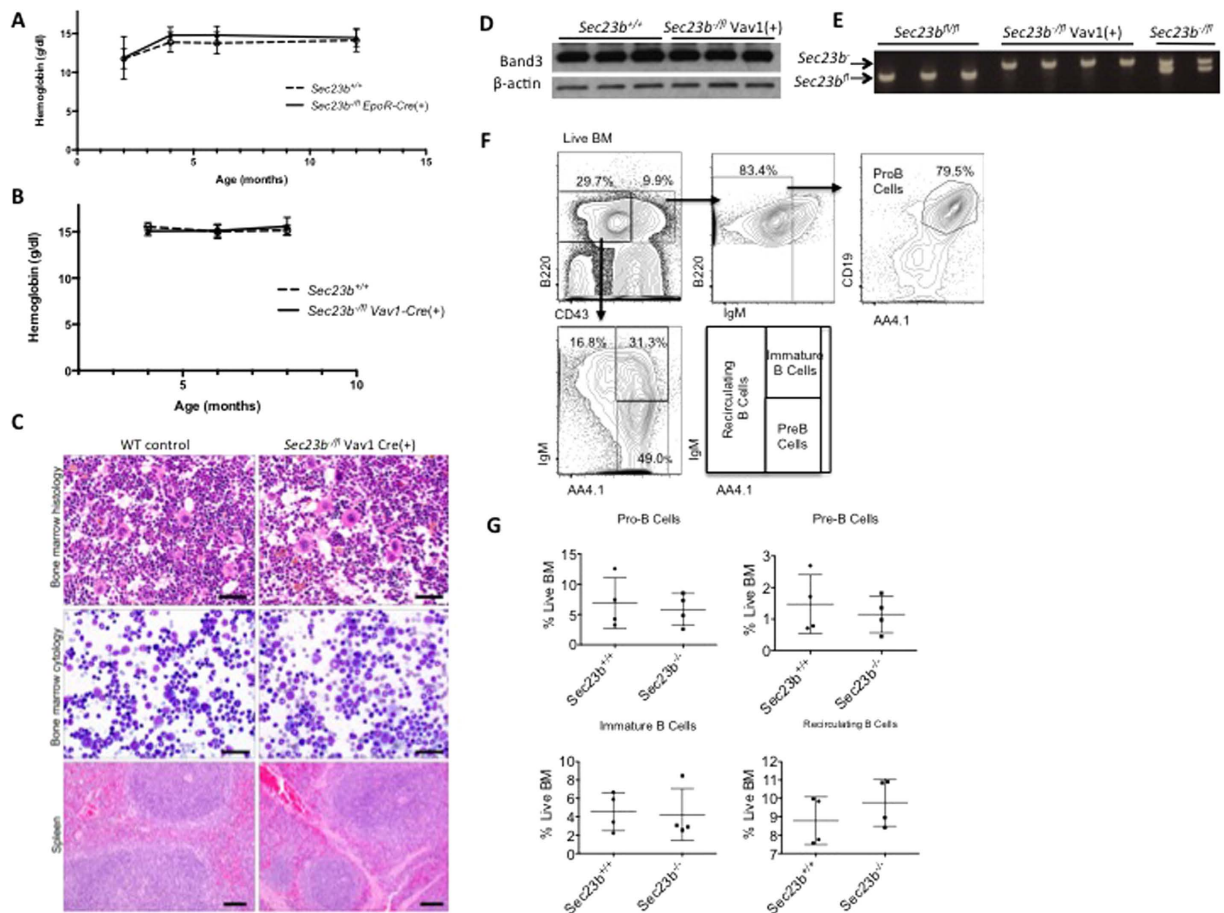 A
Hemoglobin (g/dl)
15
10
5
0
0
5
10
15
Age (months)
Sec23b+/+
Sec23b-/fl EpoR-Cre(+)
B
Hemoglobin (g/dl)
15
10
5
0
5
10
Age (months)
Sec23b+/+
Sec23b-/fl Vav1-Cre(+)
C
WT control
Sec23b-/fl Vav1 Cre(+)
Bone marrow histology
Bone marrow cytology
Spleen
D
Sec23b+/+
Sec23b-/fl Vav1(+)
Band3
β-actin
E
Sec23bfl/fl
Sec23b-/fl Vav1(+)
Sec23b-/fl
Sec23b-
Sec23bfl
F
Live BM
29.7%
9.9%
B220
CD43
83.4%
B220
IgM
ProB
Cells
79.5%
CD19
AA4.1
16.8%
31.3%
49.0%
IgM
AA4.1
Recirculating
B Cells
Immature
B Cells
PreB
Cells
IgM
AA4.1
G
Pro-B Cells
% Live BM
15
10
5
0
Sec23b+/+
Sec23b-/-
Pre-B Cells
% Live BM
3
2
1
0
Sec23b+/+
Sec23b-/-
Immature B Cells
% Live BM
10
8
6
4
2
0
Sec23b+/+
Sec23b-/-
Recirculating B Cells
% Live BM
12
11
10
9
8
7
Sec23b+/+
Sec23b-/-